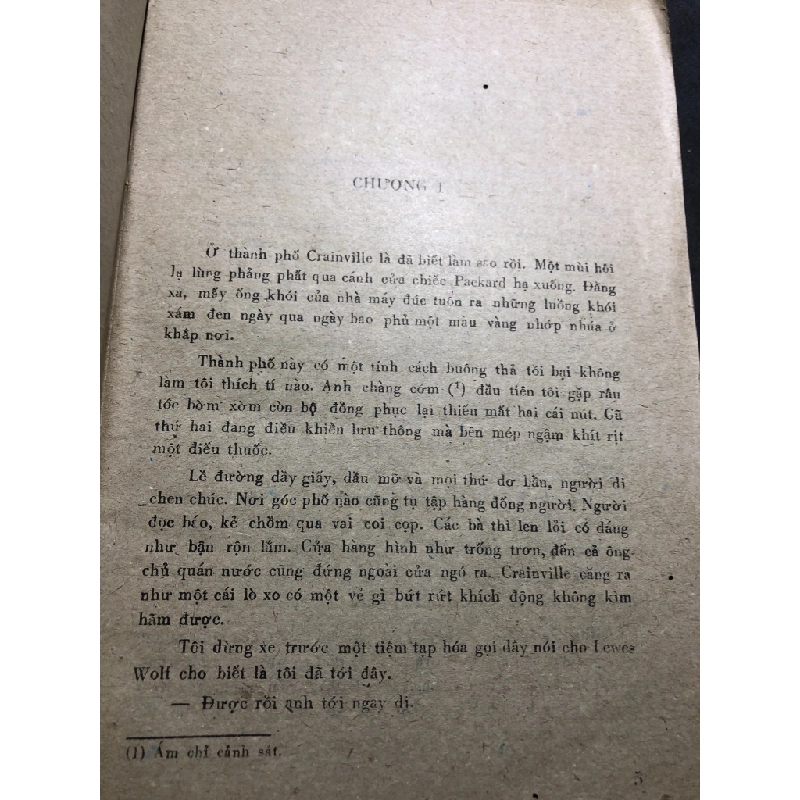 CHƯƠNG I
Ở thành phố Crainville là đã biết làm sao rồi. Một mùi hôi
lạ lùng phảng phất qua cánh cửa chiếc Packard hạ xuống. Đằng
xa, mấy ống khói của nhà máy đúc tuôn ra những luồng khói
xám đen ngày qua ngày bao phủ một màu vàng nhớp nhúa ở
khắp nơi.
Thành phố này có một tính cách buông thả tồi bại không
làm tôi thích tí nào. Anh chàng cớm (1) đầu tiên tôi gặp râu
tóc bờm xờm còn bộ đồng phục lại thiếu mất hai cái nút. Gã
thứ hai đang điều khiển lưu thông mà bên mép ngậm khít rịt
một điếu thuốc.
Lề đường đầy giấy, dầu mỡ và mọi thứ dơ bẩn, người đi
chen chúc. Nơi góc phố nào cũng tụ tập hàng đống người. Người
đọc báo, kẻ chồm qua vai coi cọp. Các bà thì len lỏi có dáng
như bận rộn lắm. Cửa hàng hình như trống trơn, đến cả ông
chủ quán nước cũng đứng ngoài cửa ngó ra. Crainville căng ra
như một cái lò xo có một vẻ gì bứt rứt khích động không kìm
hãm được.
Tôi dừng xe trước một tiệm tạp hóa gọi dây nói cho Lewes
Wolf cho biết là tôi đã tới đây.
— Được rồi anh tới ngay đi.
(1) Ám chỉ cảnh sát.
5